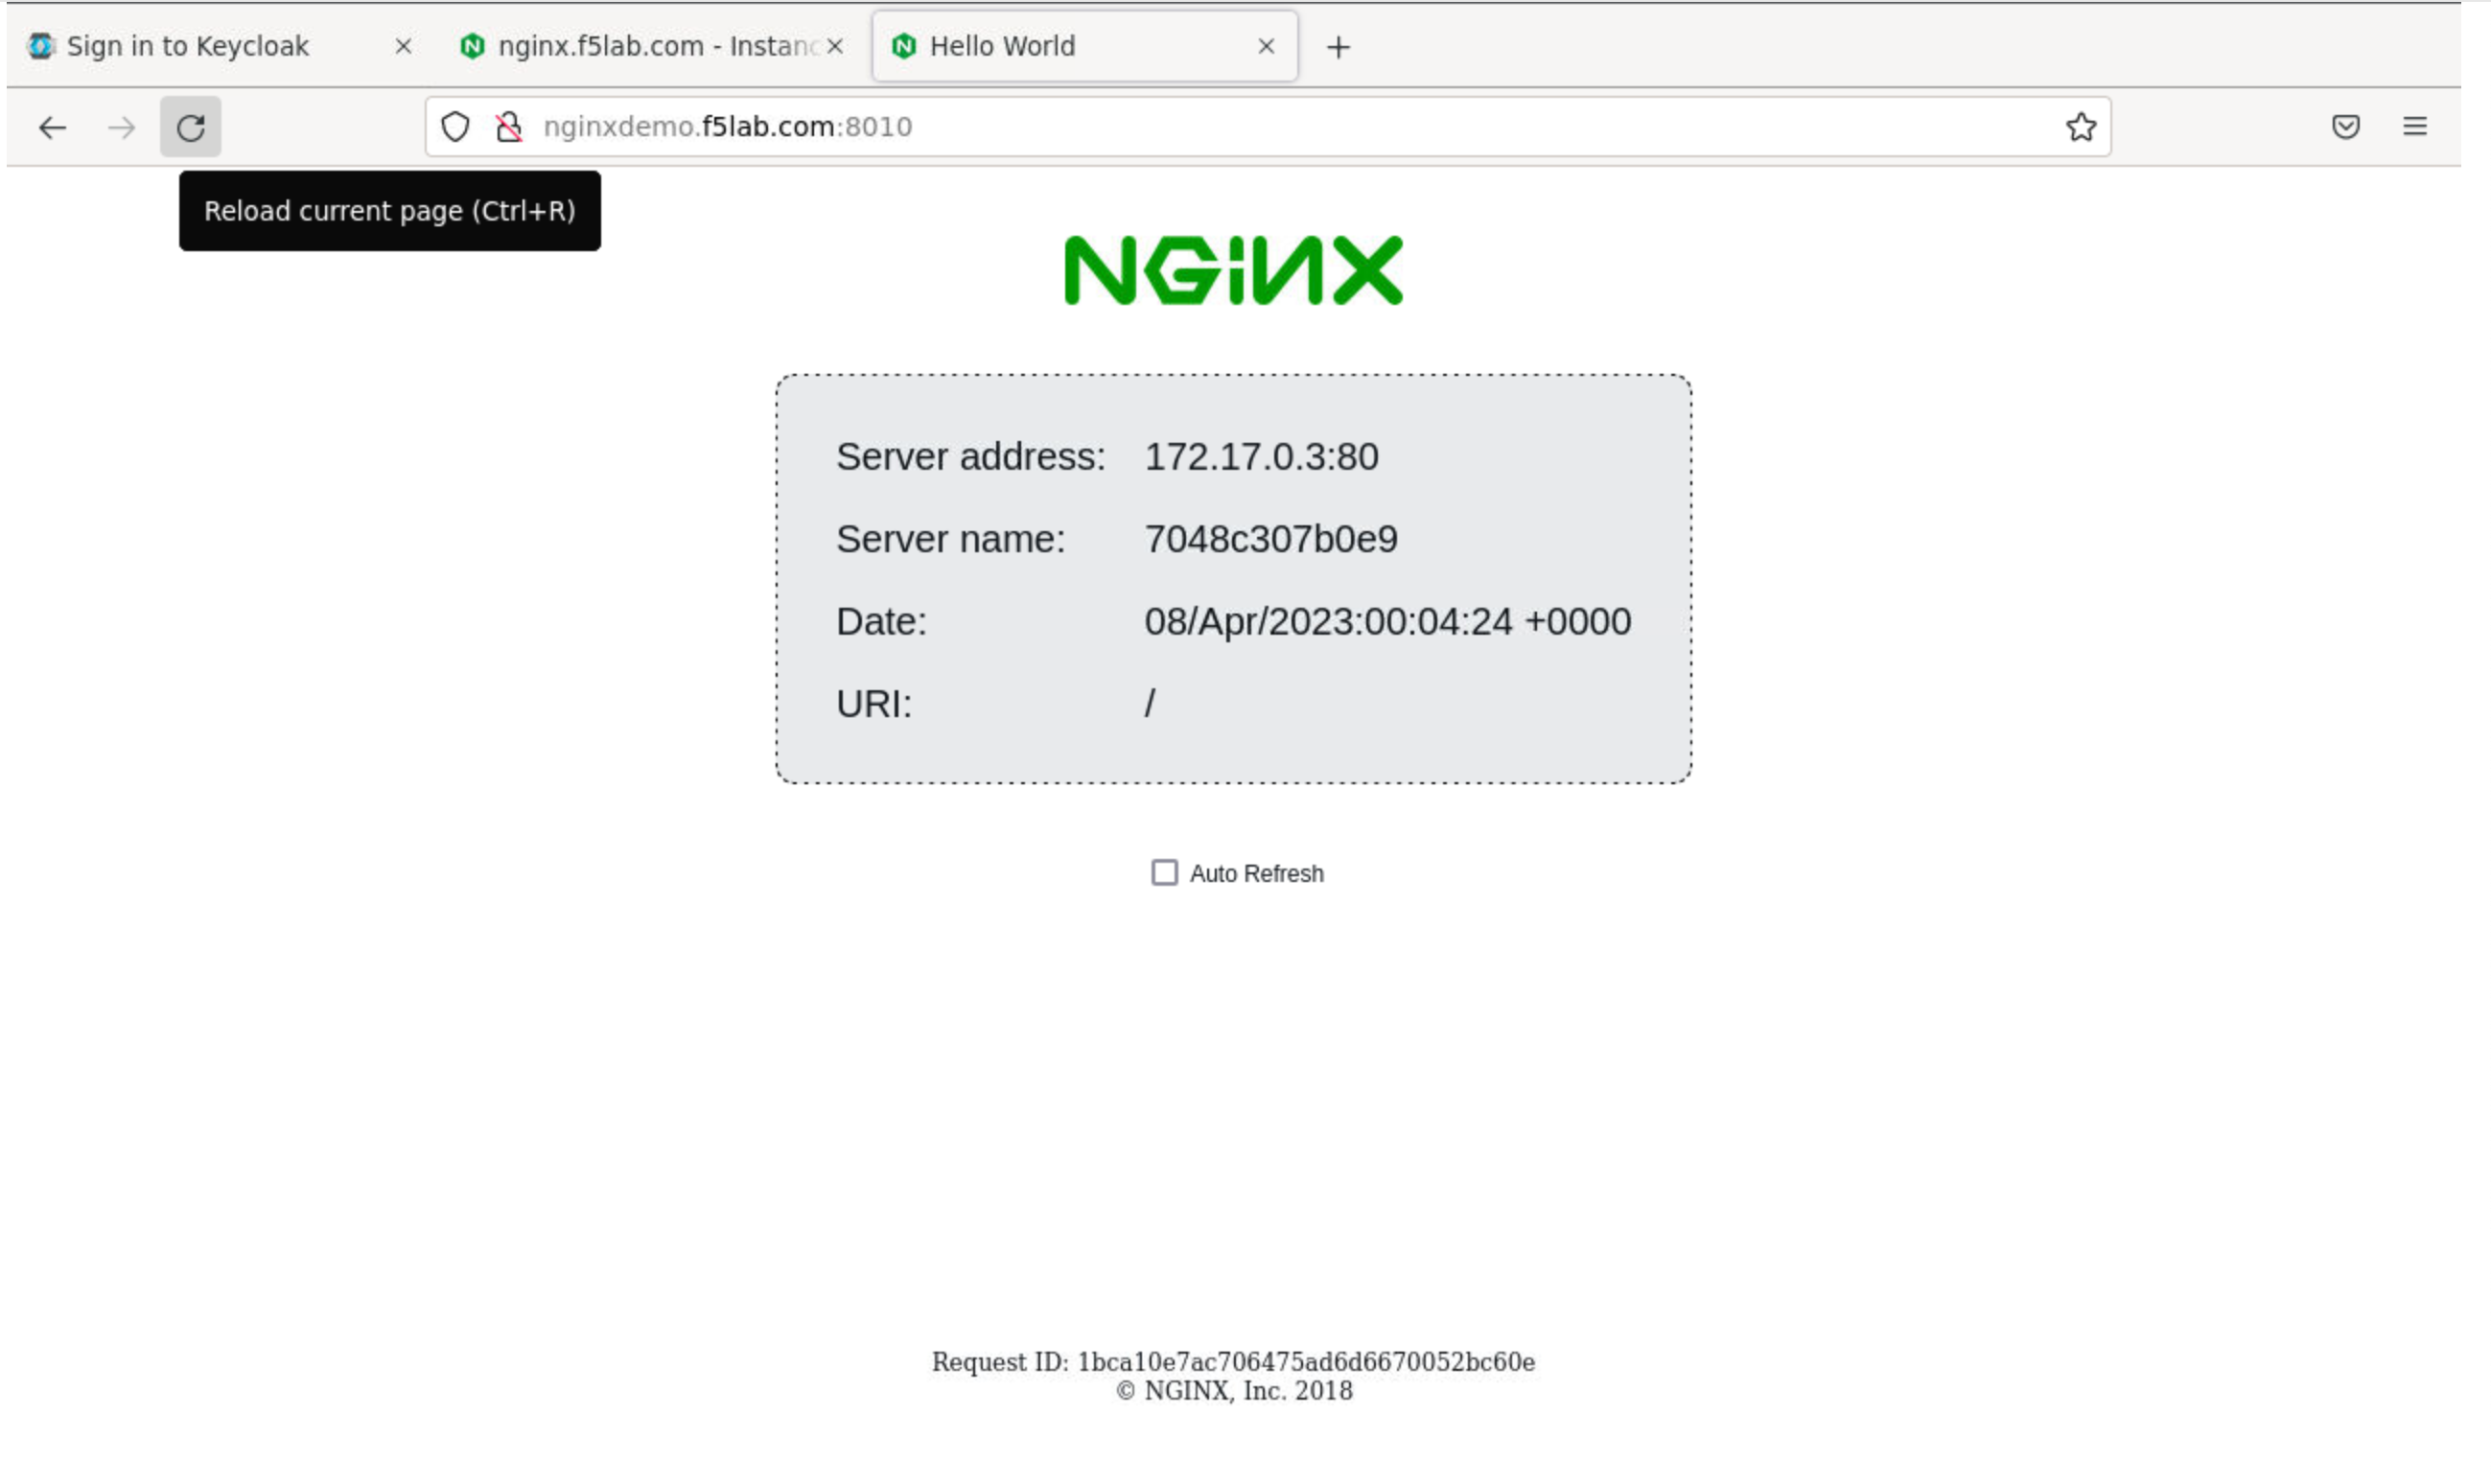 Sign in to Keycloak
nginx.f5lab.com - Instanc
Hello World
nginxdemo.f5lab.com:8010
Reload current page (Ctrl+R)
NGINX
Server address: 172.17.0.3:80
Server name: 7048c307b0e9
Date: 08/Apr/2023:00:04:24 +0000
URI: /
Auto Refresh
Request ID: 1bca10e7ac706475ad6d6670052bc60e
© NGINX, Inc. 2018